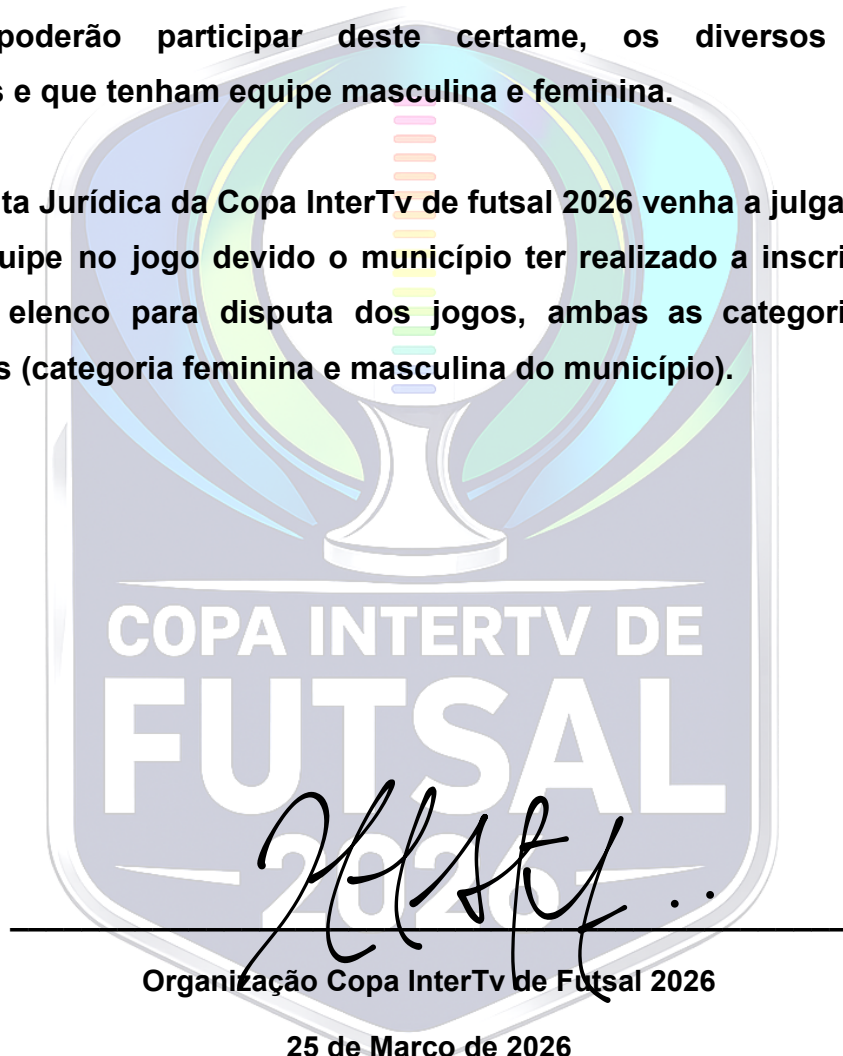 poderão participar deste certame, os diversos
s e que tenham equipe masculina e feminina.
ta Jurídica da Copa InterTv de futsal 2026 venha a julga
uipe no jogo devido o município ter realizado a inscri
elenco para disputa dos jogos, ambas as categori
s (categoria feminina e masculina do município).
COPA INTERTV DE
FUTSAL
2026
Organização Copa InterTv de Futsal 2026
25 de Março de 2026